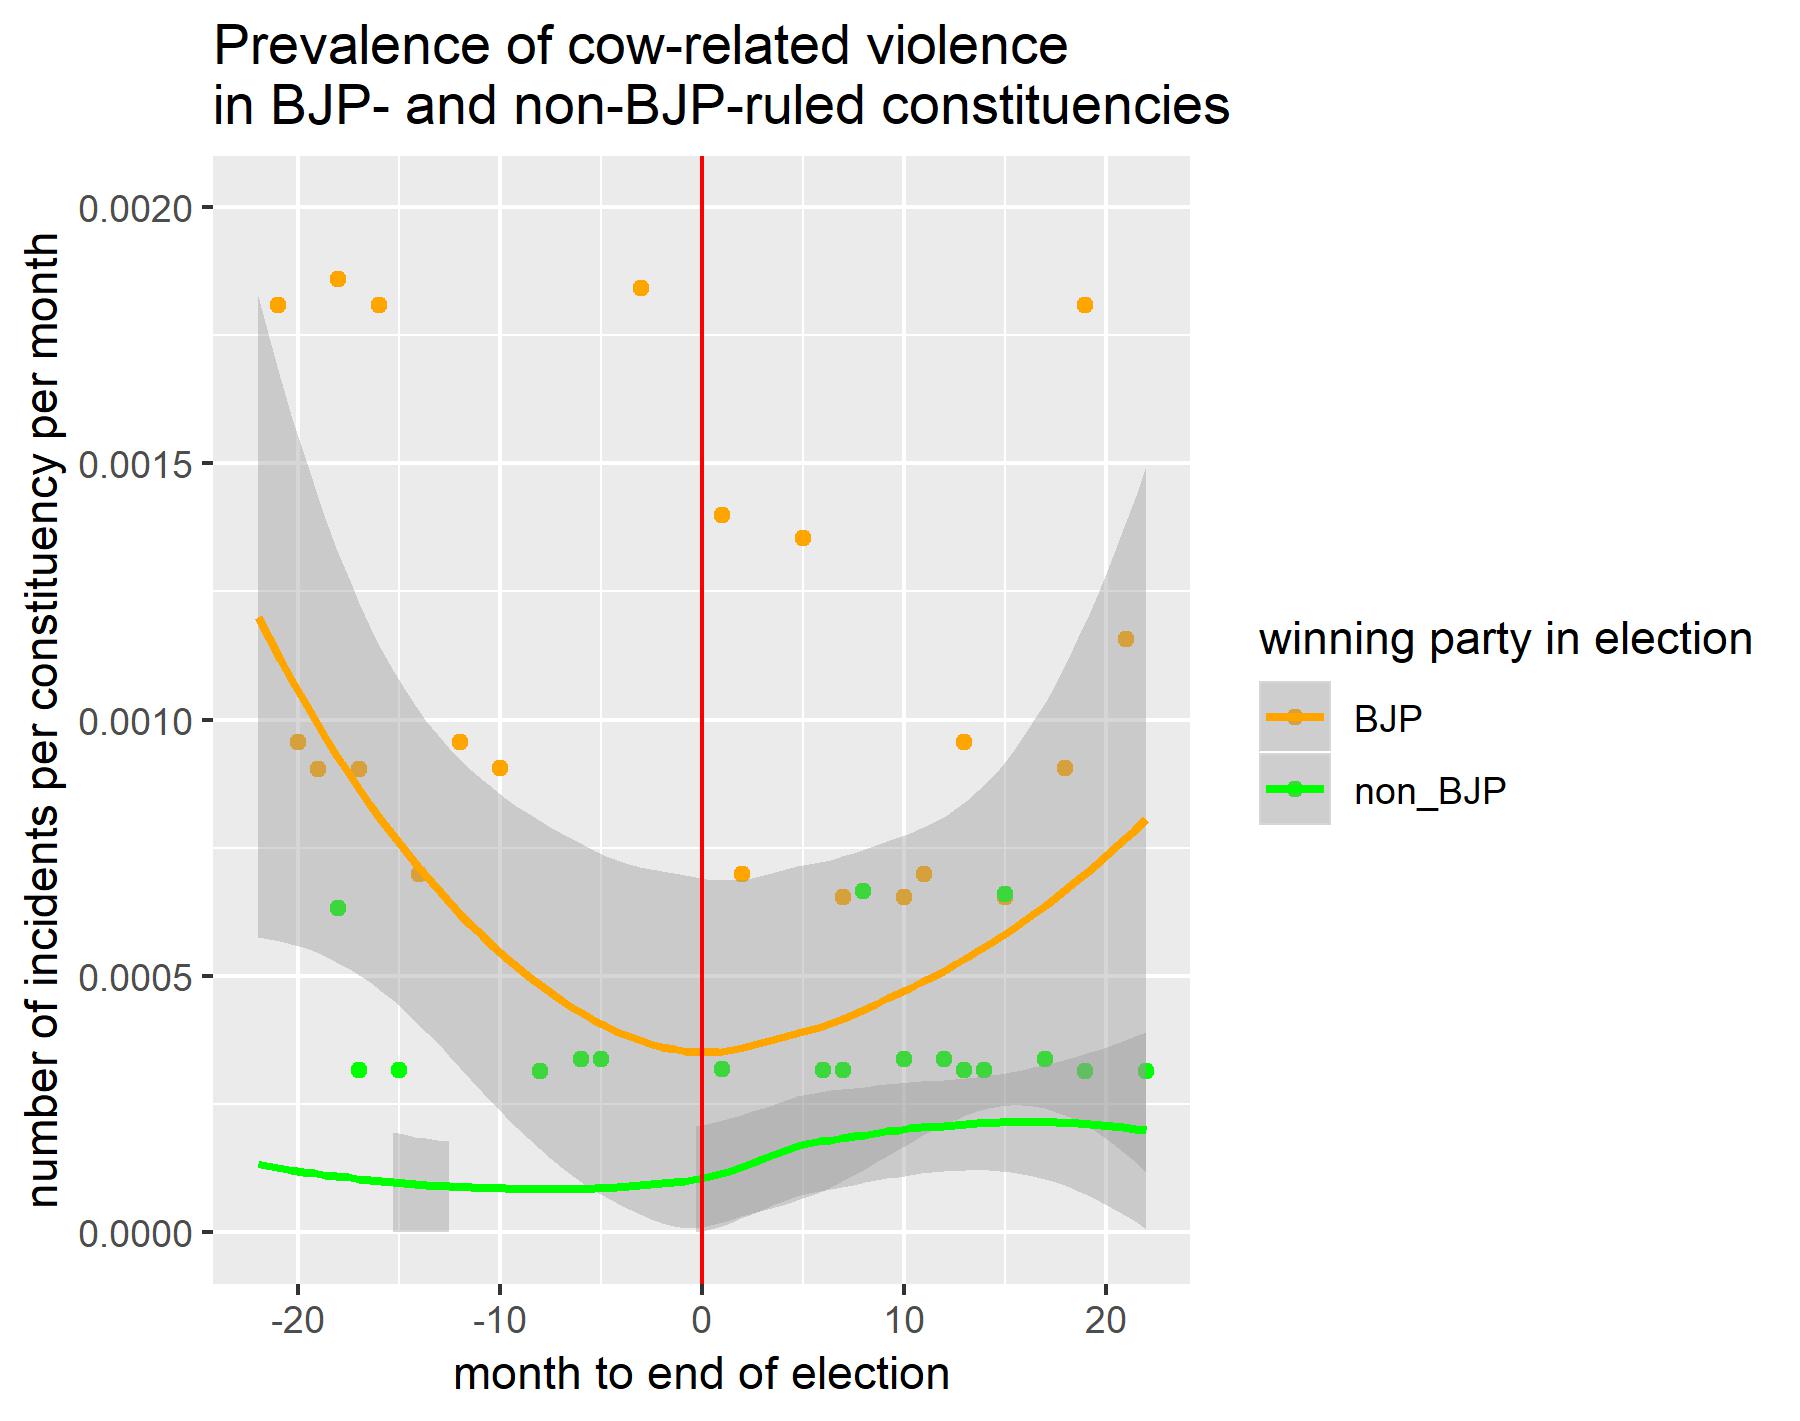 Prevalence of cow-related violence
in BJP- and non-BJP-ruled constituencies
number of incidents per constituency per month
0.0020
0.0015
0.0010
0.0005
0.0000
-20
-10
0
10
20
month to end of election
winning party in election
BJP
non_BJP